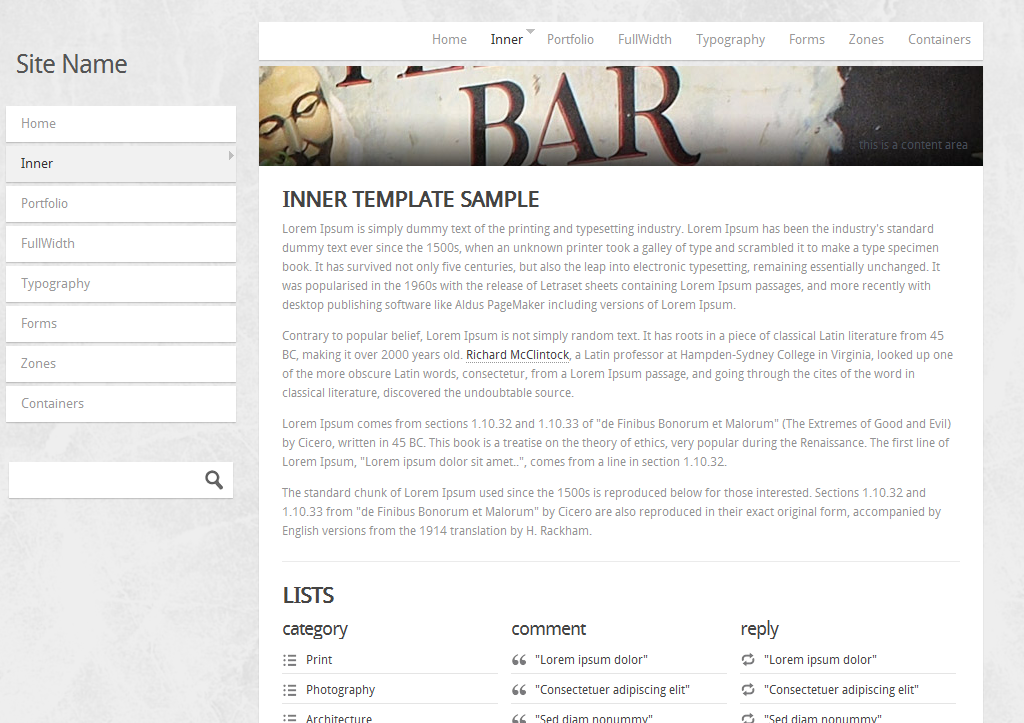 Site Name
Home
Inner
Portfolio
FullWidth
Typography
Forms
Zones
Containers
Home Inner Portfolio FullWidth Typography Forms Zones Containers
BAR
this is a content area
INNER TEMPLATE SAMPLE
Lorem Ipsum is simply dummy text of the printing and typesetting industry. Lorem Ipsum has been the industry's standard
dummy text ever since the 1500s, when an unknown printer took a galley of type and scrambled it to make a type specimen
book. It has survived not only five centuries, but also the leap into electronic typesetting, remaining essentially unchanged. It
was popularised in the 1960s with the release of Letraset sheets containing Lorem Ipsum passages, and more recently with
desktop publishing software like Aldus PageMaker including versions of Lorem Ipsum.
Contrary to popular belief, Lorem Ipsum is not simply random text. It has roots in a piece of classical Latin literature from 45
BC, making it over 2000 years old. Richard McClintock, a Latin professor at Hampden-Sydney College in Virginia, looked up one
of the more obscure Latin words, consectetur, from a Lorem Ipsum passage, and going through the cites of the word in
classical literature, discovered the undoubtable source.
Lorem Ipsum comes from sections 1.10.32 and 1.10.33 of "de Finibus Bonorum et Malorum" (The Extremes of Good and Evil)
by Cicero, written in 45 BC. This book is a treatise on the theory of ethics, very popular during the Renaissance. The first line of
Lorem Ipsum, "Lorem ipsum dolor sit amet..", comes from a line in section 1.10.32.
The standard chunk of Lorem Ipsum used since the 1500s is reproduced below for those interested. Sections 1.10.32 and
1.10.33 from "de Finibus Bonorum et Malorum" by Cicero are also reproduced in their exact original form, accompanied by
English versions from the 1914 translation by H. Rackham.
LISTS
category
Print
Photography
Architecture
comment
"Lorem ipsum dolor"
"Consectetuer adipiscing elit"
"Sed diam nonummy"
reply
"Lorem ipsum dolor"
"Consectetuer adipiscing elit"
"Sed diam nonummy"